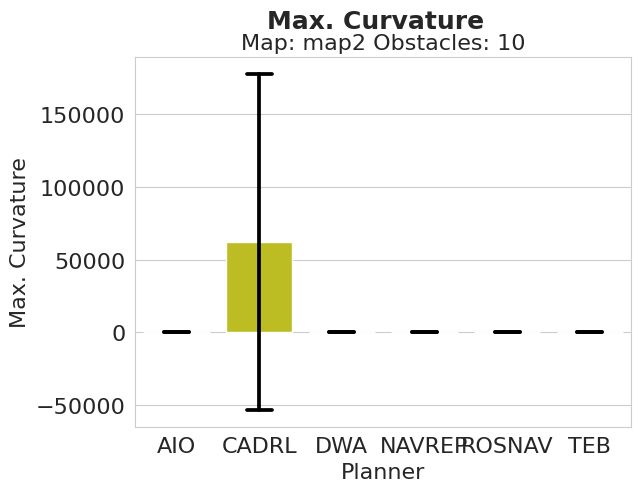 Max. Curvature
Map: map2 Obstacles: 10
Max. Curvature
150000
100000
50000
0
−50000
AIO CADRL DWA NAVREP ROSNAV TEB
Planner